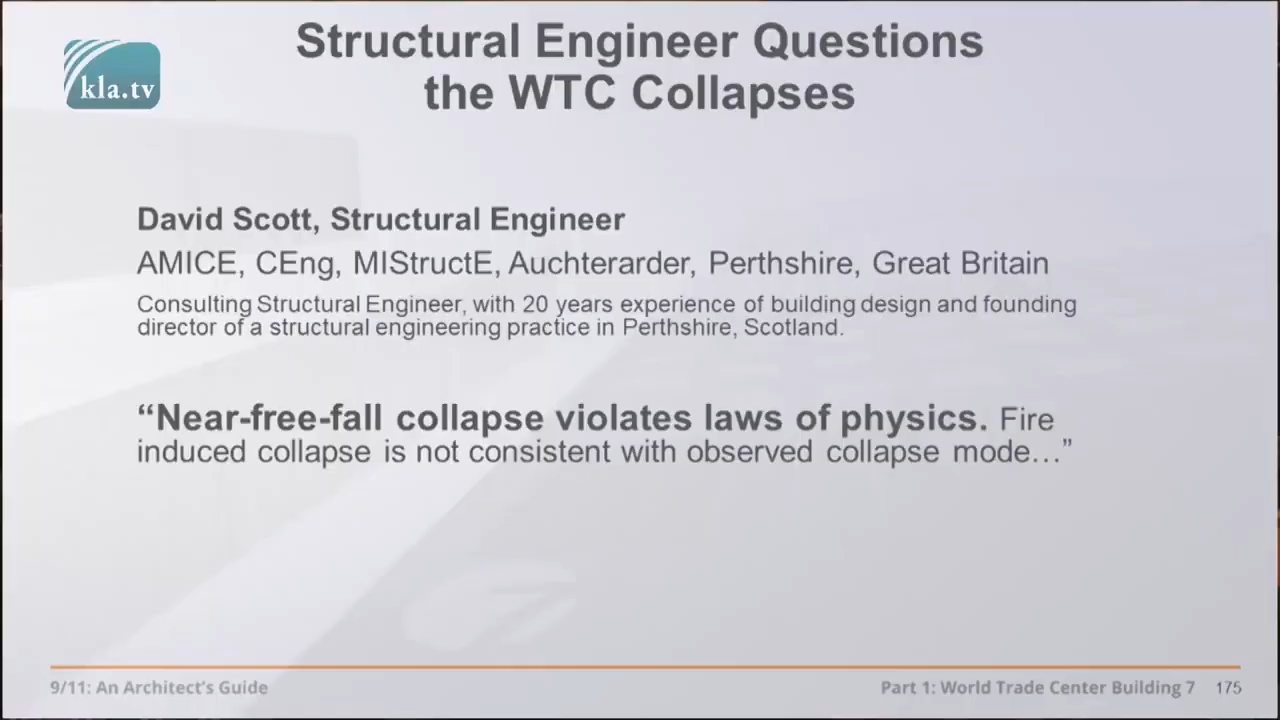 Structural Engineer Questions
the WTC Collapses
kla.tv
David Scott, Structural Engineer
AMICE, CEng, MIStructE, Auchterarder, Perthshire, Great Britain
Consulting Structural Engineer, with 20 years experience of building design and founding
director of a structural engineering practice in Perthshire, Scotland.
“Near-free-fall collapse violates laws of physics. Fire
induced collapse is not consistent with observed collapse mode…”
9/11: An Architect's Guide
Part 1: World Trade Center Building 7 175